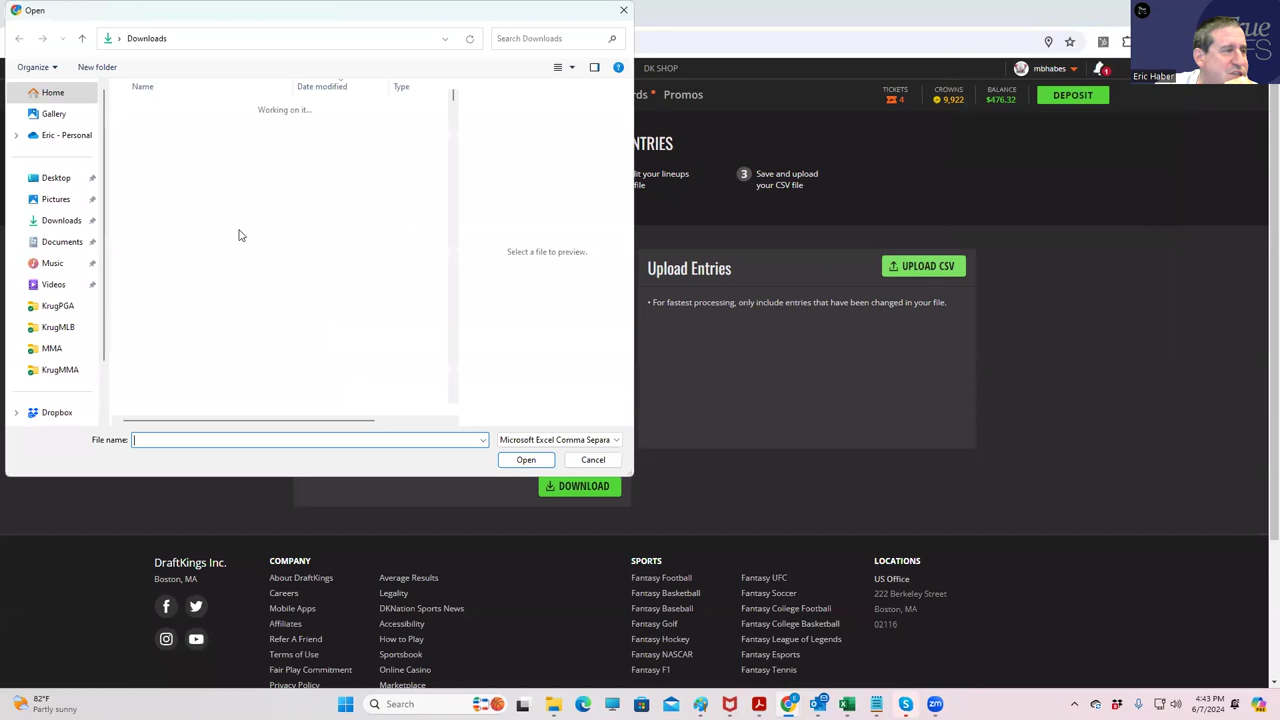 Open
Downloads
Search Downloads
Organize
New folder
Name
Date modified
Type
Working on it...
Select a file to preview.
Home
Gallery
Eric - Personal
Desktop
Pictures
Downloads
Documents
Music
Videos
KrugPGA
KrugMLB
MMA
KrugMMA
Dropbox
File name:
Microsoft Excel Comma Separa
Open
Cancel
Eric Haber
DK SHOP
mbhabes
1
Promos
TICKETS
4
CROWNS
9,922
BALANCE
$476.32
DEPOSIT
3 Save and upload
your CSV file
Upload Entries
UPLOAD CSV
• For fastest processing, only include entries that have been changed in your file.
DOWNLOAD
DraftKings Inc.
Boston, MA
COMPANY
About DraftKings
Careers
Mobile Apps
Affiliates
Refer A Friend
Terms of Use
Fair Play Commitment
Privacy Policy
Average Results
Legality
DKNation Sports News
Accessibility
How to Play
Sportsbook
Online Casino
Marketplace
SPORTS
Fantasy Football
Fantasy Basketball
Fantasy Baseball
Fantasy Golf
Fantasy Hockey
Fantasy NASCAR
Fantasy F1
Fantasy UFC
Fantasy Soccer
Fantasy College Football
Fantasy College Basketball
Fantasy League of Legends
Fantasy Esports
Fantasy Tennis
LOCATIONS
US Office
222 Berkeley Street
Boston, MA
02116
82°F
Partly sunny
Search
4:43 PM
6/7/2024